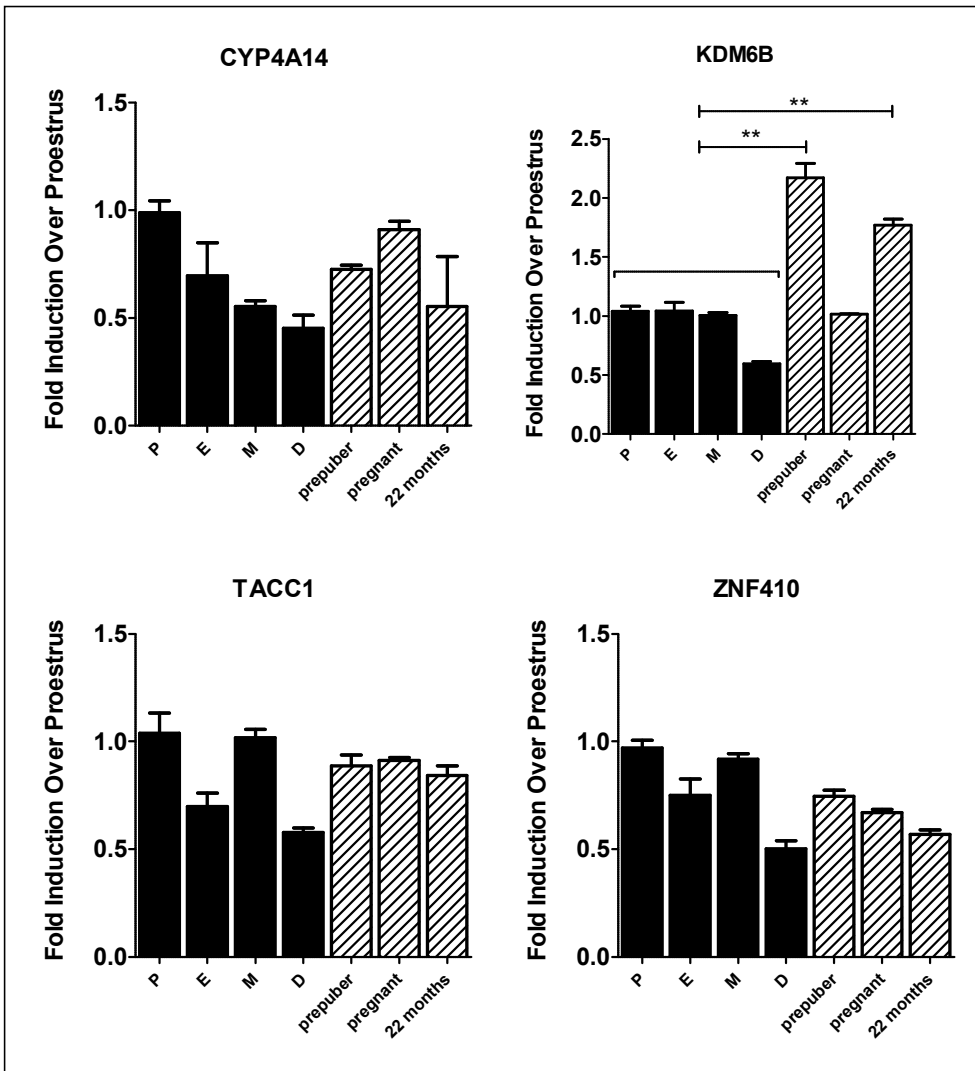 CYP4A14
Fold Induction Over Proestrus
1.5
1.0
0.5
0.0
P
E
M
D
prepuber
pregnant
22 months
KDM6B
**
**
Fold Induction Over Proestrus
2.5
2.0
1.5
1.0
0.5
0.0
P
E
M
D
prepuber
pregnant
22 months
TACC1
Fold Induction Over Proestrus
1.5
1.0
0.5
0.0
P
E
M
D
prepuber
pregnant
22 months
ZNF410
Fold Induction Over Proestrus
1.5
1.0
0.5
0.0
P
E
M
D
prepuber
pregnant
22 months